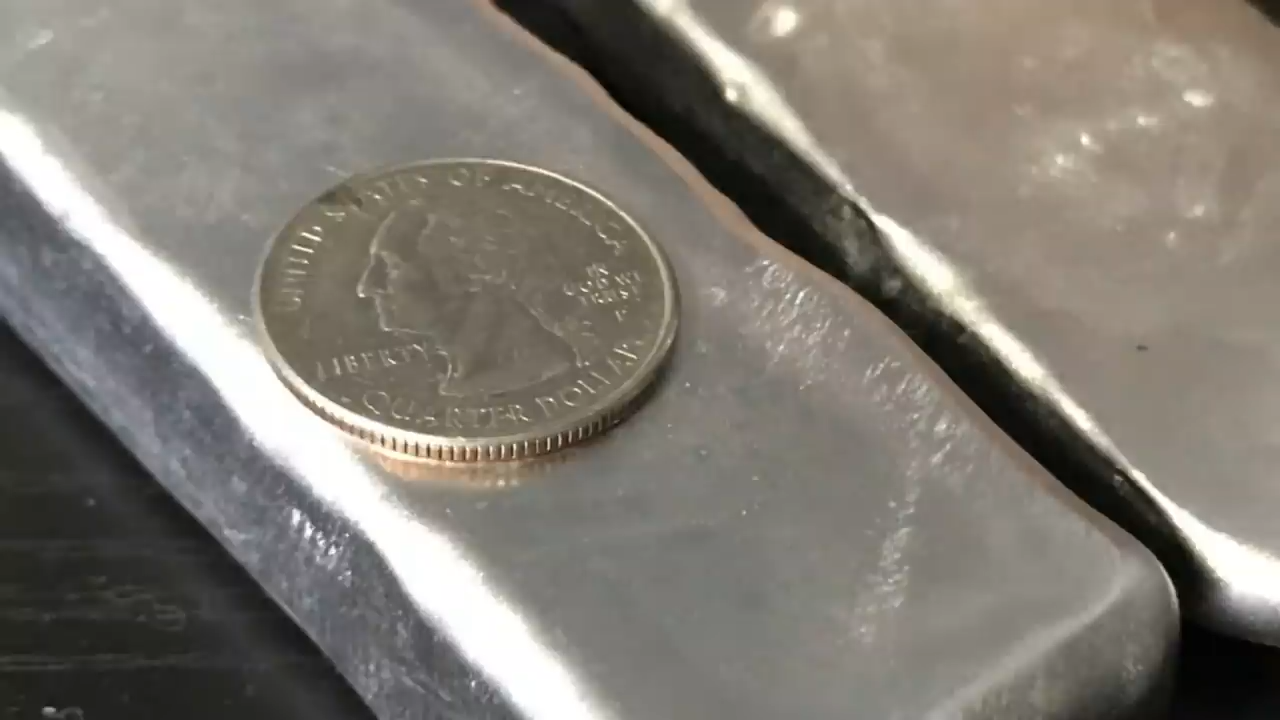 UNITED STATES OF AMERICA
LIBERTY
IN
GOD WE
TRUST
P
QUARTER DOLLAR